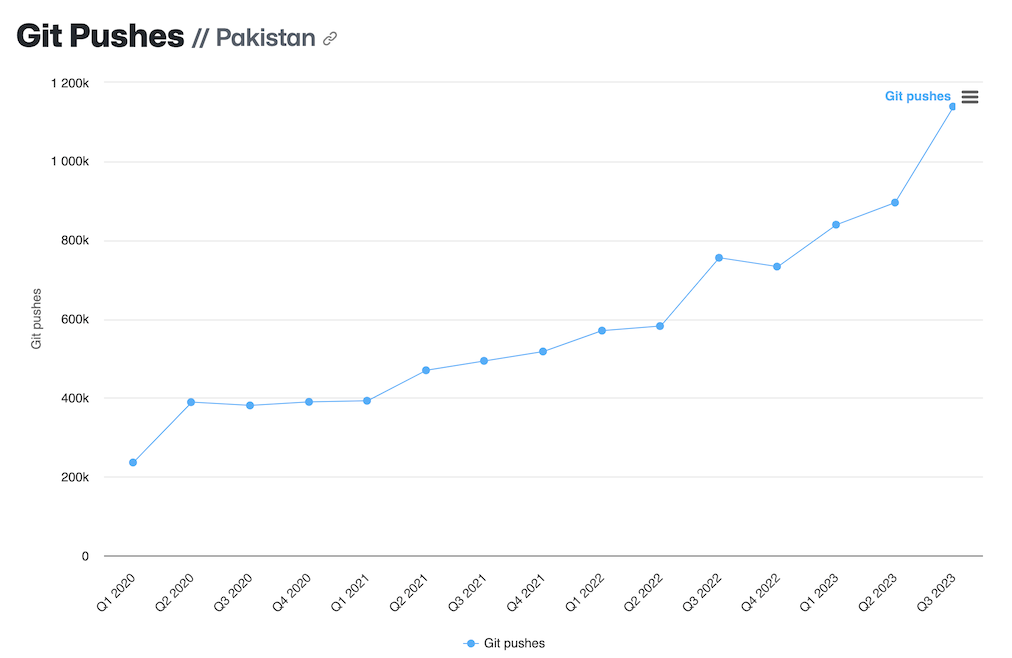 Git Pushes // Pakistan
1 200k
Git pushes
1 000k
800k
600k
400k
200k
0
Git pushes
Q1 2020
Q2 2020
Q3 2020
Q4 2020
Q1 2021
Q2 2021
Q3 2021
Q4 2021
Q1 2022
Q2 2022
Q3 2022
Q4 2022
Q1 2023
Q2 2023
Q3 2023
Git pushes